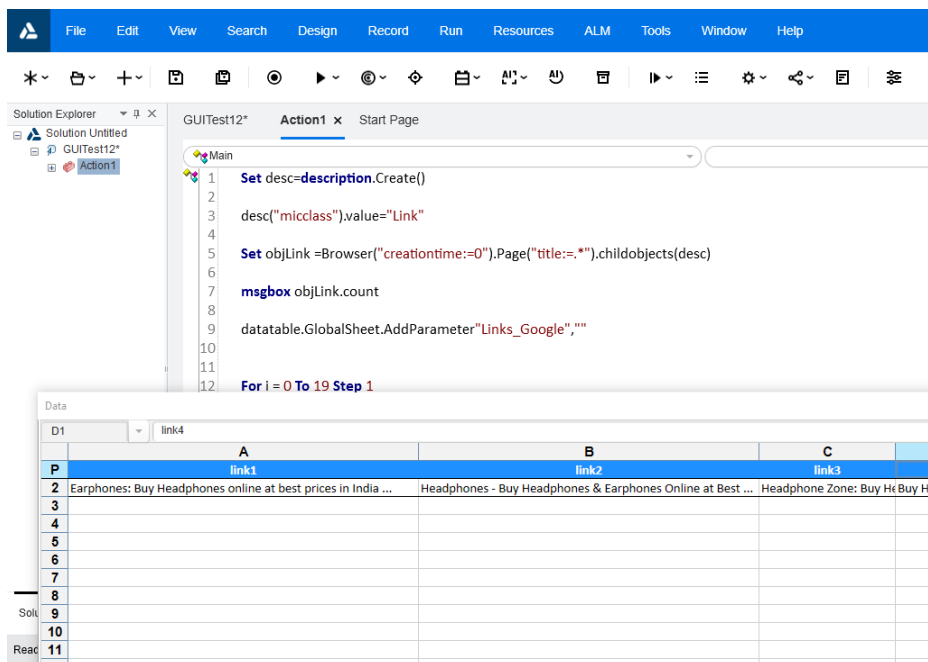 File Edit View Search Design Record Run Resources ALM Tools Window Help
Solution Explorer
Solution Untitled
GUITest12*
Action1
GUITest12* Action1 Start Page
Main
1 Set desc=description.Create()
2
3 desc("micclass").value="Link"
4
5 Set objLink =Browser("creationtime:=0").Page("title:=.*").childobjects(desc)
6
7 msgbox objLink.count
8
9 datatable.GlobalSheet.AddParameter"Links_Google",""
10
11
12 For i = 0 To 19 Step 1
Data
D1 link4
A B C
P link1 link2 link3
2 Earphones: Buy Headphones online at best prices in India ... Headphones - Buy Headphones & Earphones Online at Best ... Headphone Zone: Buy He Buy H
3
4
5
6
7
8
Solu 9
10
Read 11